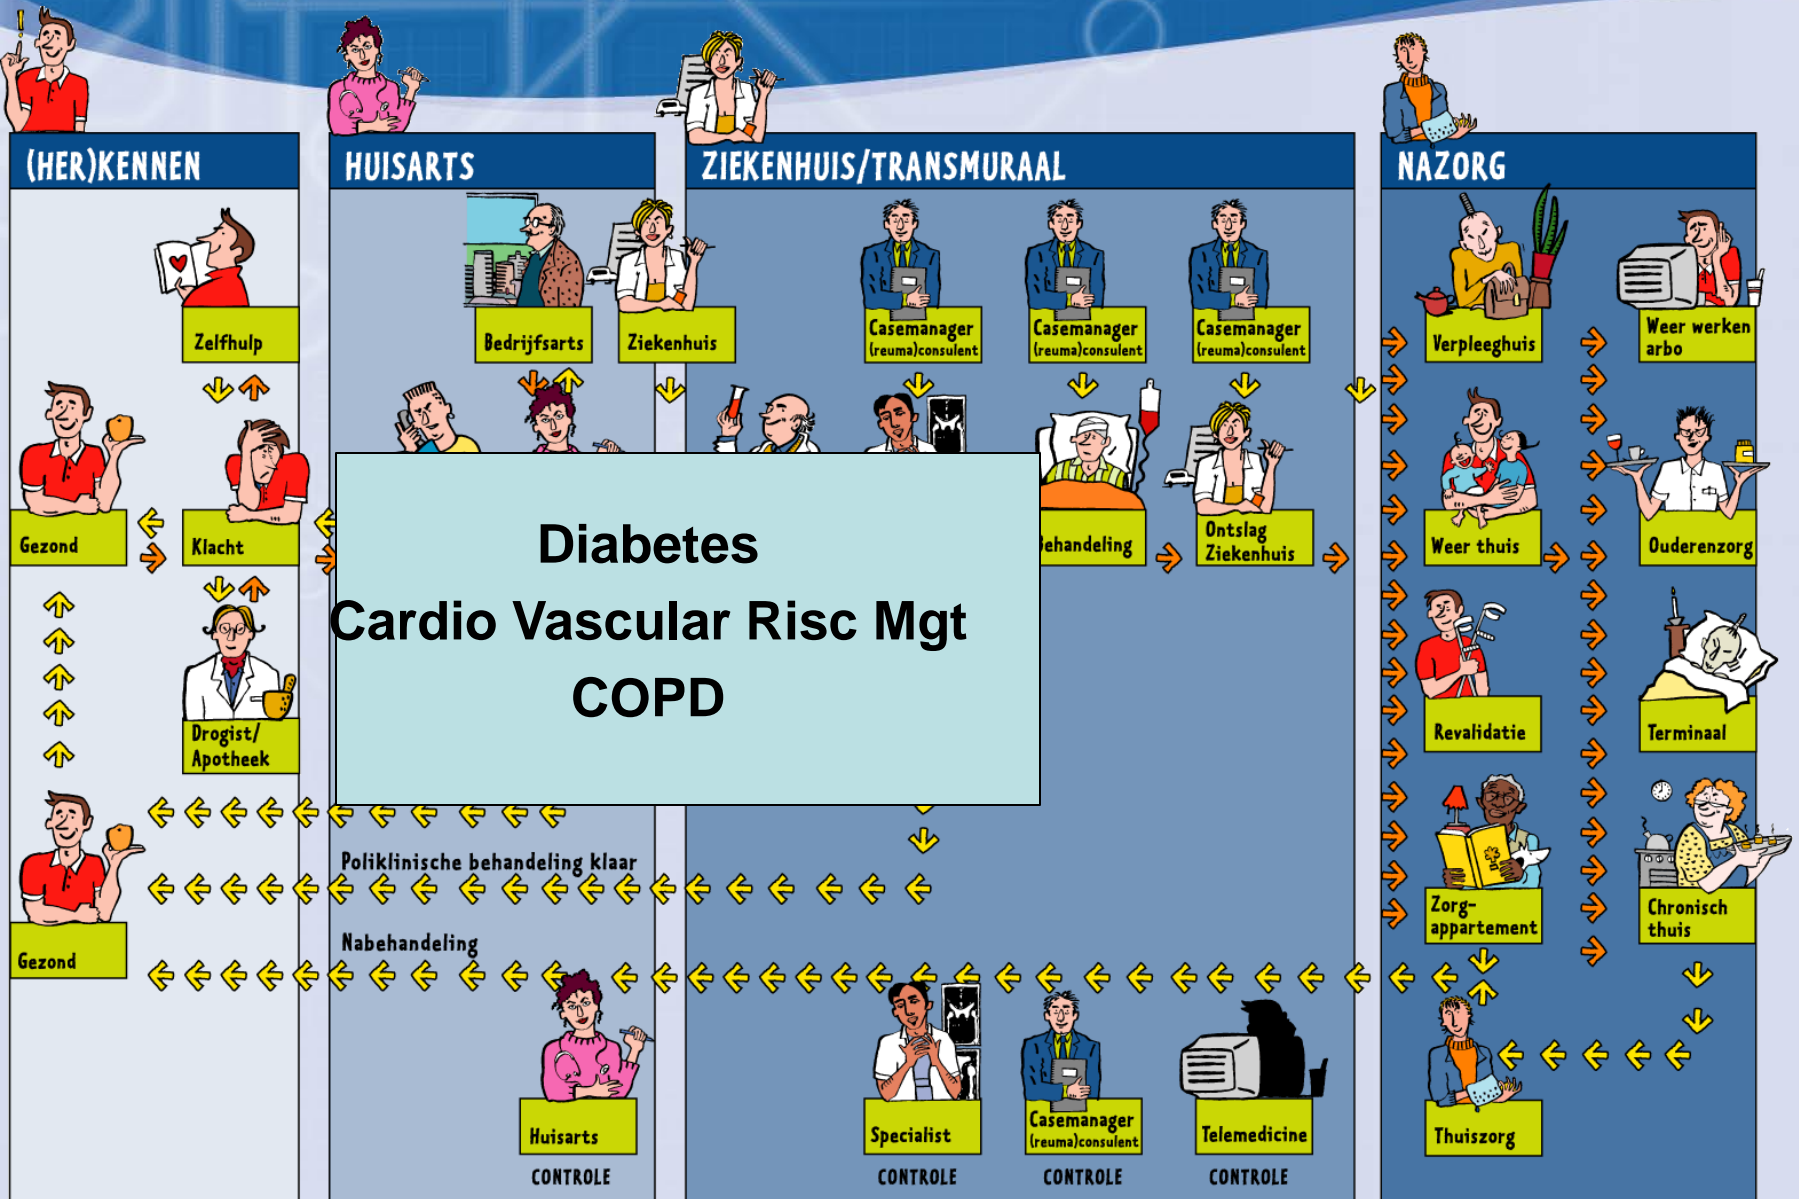 (HER)KENNEN
Zelfhulp
Gezond
Klacht
Drogist/
Apotheek
Gezond
HUISARTS
Bedrijfsarts
Ziekenhuis
Diabetes
Cardio Vascular Risc Mgt
COPD
Poliklinische behandeling klaar
Nabehandeling
Huisarts
CONTROLE
ZIEKENHUIS/TRANSMURAAL
Casemanager
(reuma)consulent
Casemanager
(reuma)consulent
Casemanager
(reuma)consulent
Behandeling
Ontslag
Ziekenhuis
Specialist
CONTROLE
Casemanager
(reuma)consulent
CONTROLE
Telemedicine
CONTROLE
NAZORG
Verpleeghuis
Weer werken
arbo
Weer thuis
Ouderenzorg
Revalidatie
Terminaal
Zorg-
appartement
Chronisch
thuis
Thuiszorg